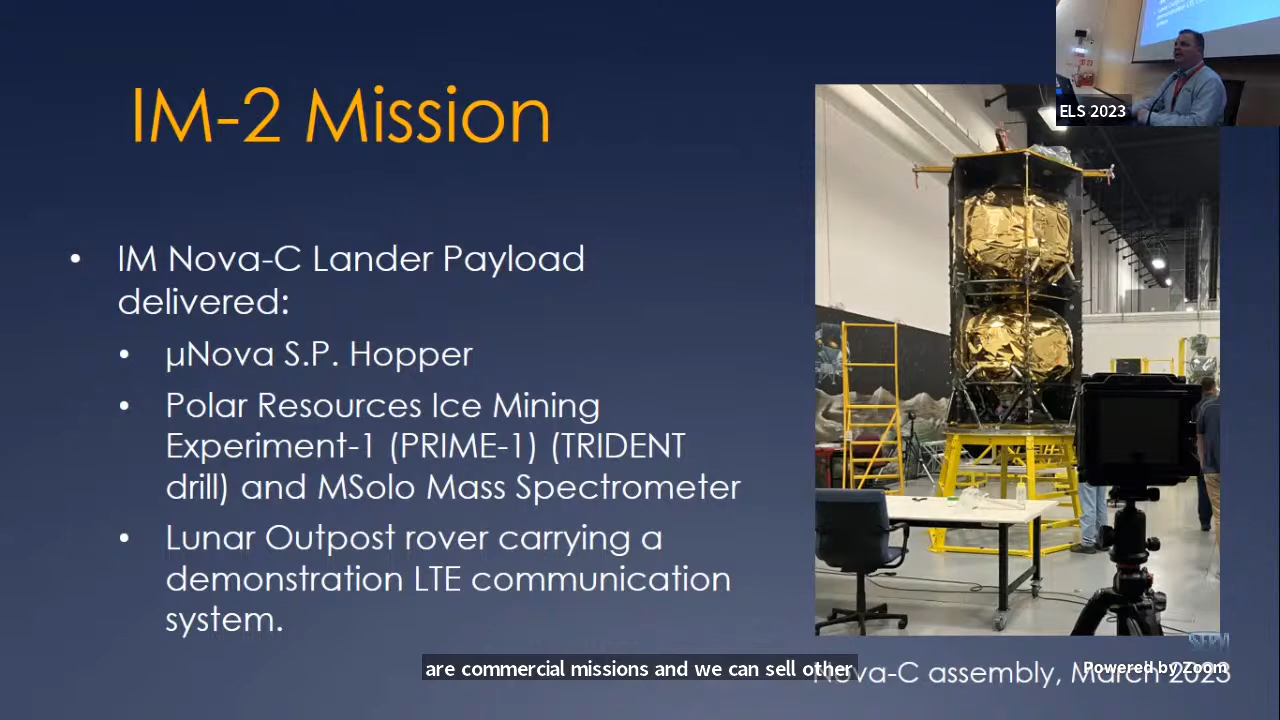 IM-2 Mission
ELS 2023
• IM Nova-C Lander Payload
delivered:
• µNova S.P. Hopper
• Polar Resources Ice Mining
Experiment-1 (PRIME-1) (TRIDENT
drill) and MSolo Mass Spectrometer
• Lunar Outpost rover carrying a
demonstration LTE communication
system.
are commercial missions and we can sell other
Nova-C assembly, March 2023
Powered by Zoom